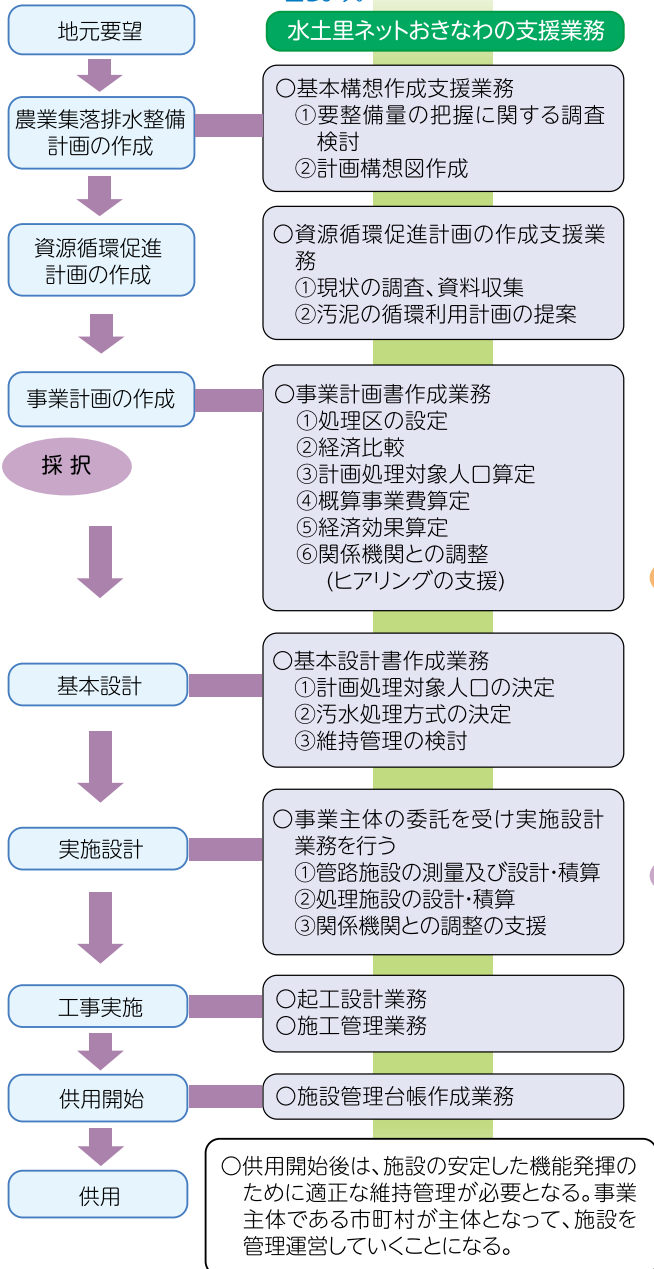 地元要望
水土里ネットおきなわの支援業務
農業集落排水整備
計画の作成
○基本構想作成支援業務
①要整備量の把握に関する調査
検討
②計画構想図作成
資源循環促進
計画の作成
○資源循環促進計画の作成支援業
務
①現状の調査、資料収集
②汚泥の循環利用計画の提案
事業計画の作成
採択
○事業計画書作成業務
①処理区の設定
②経済比較
③計画処理対象人口算定
④概算事業費算定
⑤経済効果算定
⑥関係機関との調整
(ヒアリングの支援)
基本設計
○基本設計書作成業務
①計画処理対象人口の決定
②汚水処理方式の決定
③維持管理の検討
実施設計
○事業主体の委託を受け実施設計
業務を行う
①管路施設の測量及び設計・積算
②処理施設の設計・積算
③関係機関との調整の支援
工事実施
○起工設計業務
○施工管理業務
供用開始
○施設管理台帳作成業務
供用
○供用開始後は、施設の安定した機能発揮の
ために適正な維持管理が必要となる。事業
主体である市町村が主体となって、施設を
管理運営していくことになる。